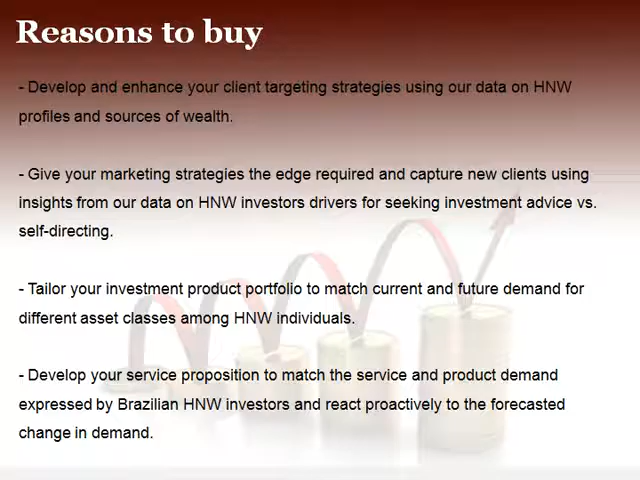 Reasons to buy
- Develop and enhance your client targeting strategies using our data on HNW
profiles and sources of wealth.
- Give your marketing strategies the edge required and capture new clients using
insights from our data on HNW investors drivers for seeking investment advice vs.
self-directing.
- Tailor your investment product portfolio to match current and future demand for
different asset classes among HNW individuals.
- Develop your service proposition to match the service and product demand
expressed by Brazilian HNW investors and react proactively to the forecasted
change in demand.